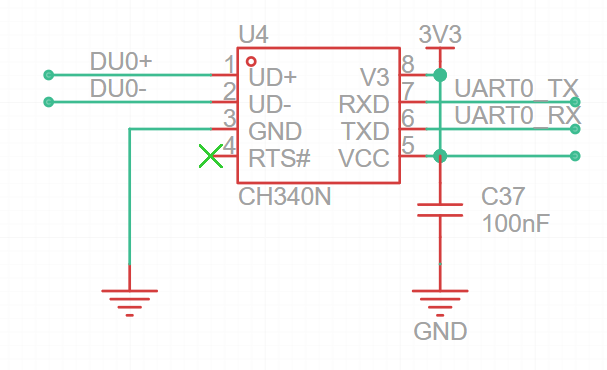 U4
3V3
DU0+
1
8
UD+
V3
UART0_TX
DU0-
2
7
UD-
RXD
UART0_RX
3
6
GND
TXD
4
5
RTS#
VCC
CH340N
C37
100nF
GND